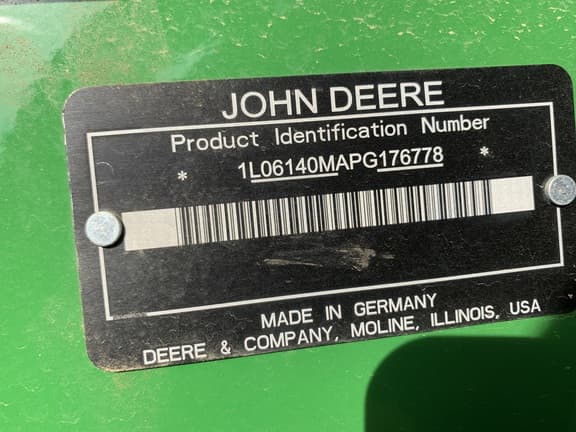 JOHN DEERE
Product Identification Number
* 1L06140MAPG176778 *
MADE IN GERMANY
DEERE & COMPANY, MOLINE, ILLINOIS, USA